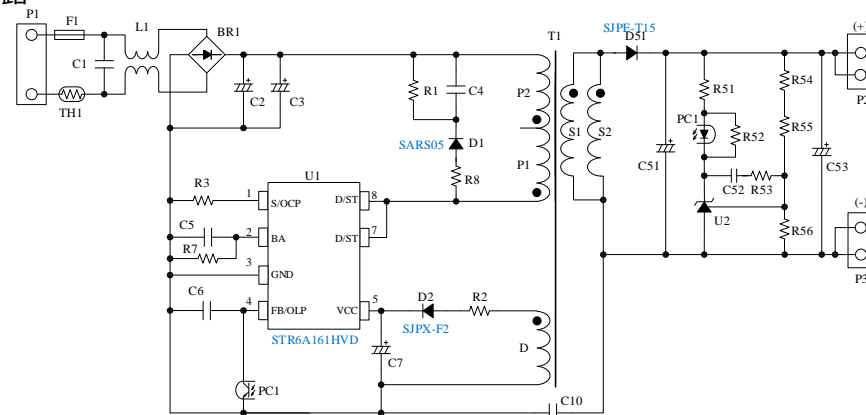 P1
F1
L1
BR1
C1
TH1
C2
C3
R1
C4
SARS05
D1
R8
T1
P2
P1
S1
S2
SJPE-T15
D51
C51
R51
PC1
R52
C52
R53
U2
R54
R55
R56
C53
(+)
P2
(-)
P3
U1
R3
1
S/OCP
D/ST
8
C5
R7
2
BA
D/ST
7
3
GND
C6
4
FB/OLP
VCC
5
STR6A161HVD
D2
SJPX-F2
R2
C7
D
PC1
C10